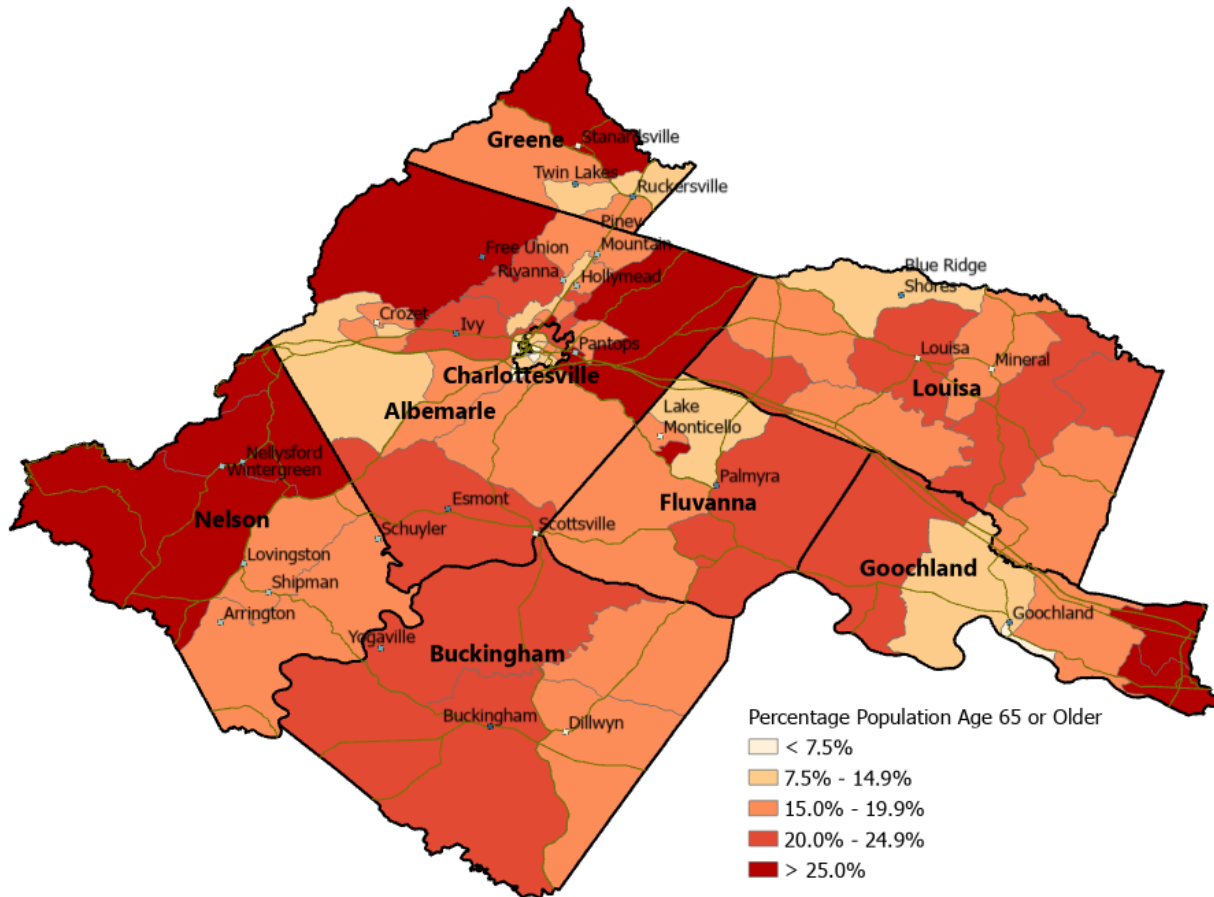 Greene
Stanardsville
Twin Lakes
Ruckersville
Piney
Mountain
Free Union
Rivanna
Hollymead
Blue Ridge
Shores
Crozet
Ivy
Pantops
Louisa
Mineral
Charlottesville
Louisa
Albemarle
Lake
Monticello
Nellysford
Wintergreen
Palmyra
Esmont
Fluvanna
Nelson
Schuyler
Scottsville
Lovingston
Goochland
Shipman
Arrington
Goochland
Yogaville
Buckingham
Buckingham
Dillwyn
Percentage Population Age 65 or Older
< 7.5%
7.5% - 14.9%
15.0% - 19.9%
20.0% - 24.9%
> 25.0%